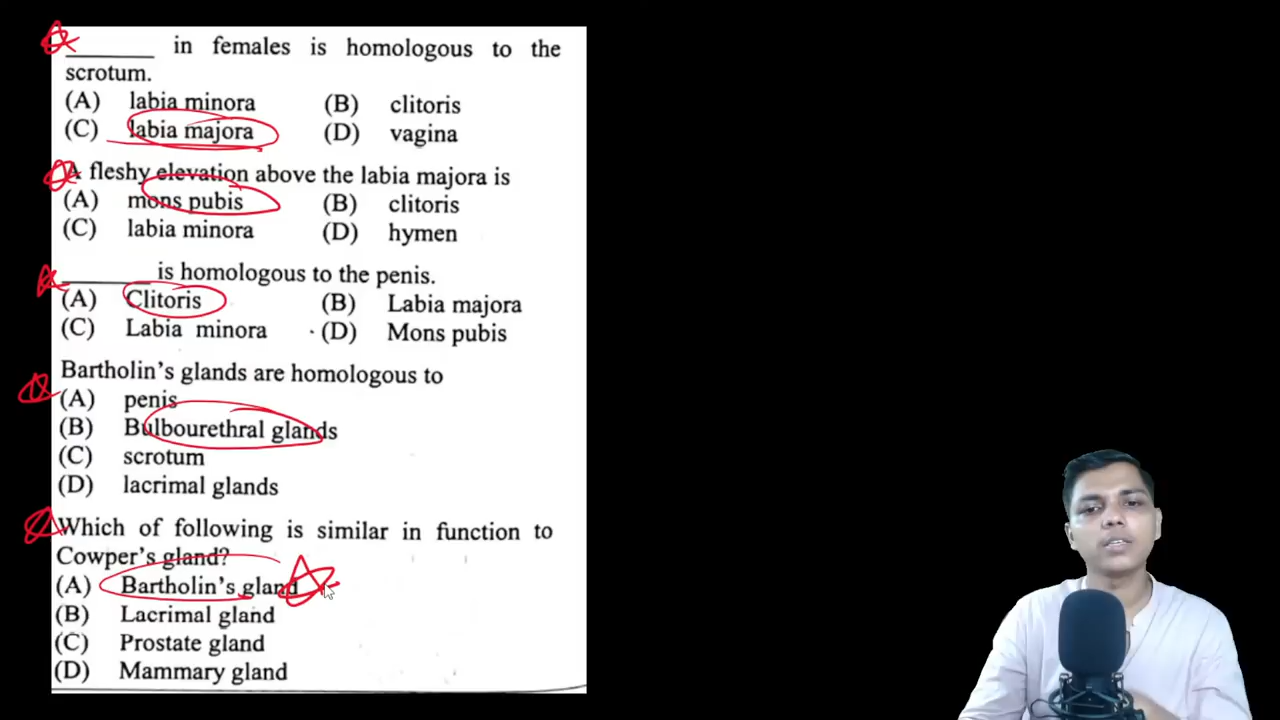 _______ in females is homologous to the
scrotum.
(A) labia minora (B) clitoris
(C) labia majora (D) vagina
A fleshy elevation above the labia majora is
(A) mons pubis (B) clitoris
(C) labia minora (D) hymen
_______ is homologous to the penis.
(A) Clitoris (B) Labia majora
(C) Labia minora (D) Mons pubis
Bartholin's glands are homologous to
(A) penis
(B) Bulbourethral glands
(C) scrotum
(D) lacrimal glands
Which of following is similar in function to
Cowper's gland?
(A) Bartholin's gland
(B) Lacrimal gland
(C) Prostate gland
(D) Mammary gland